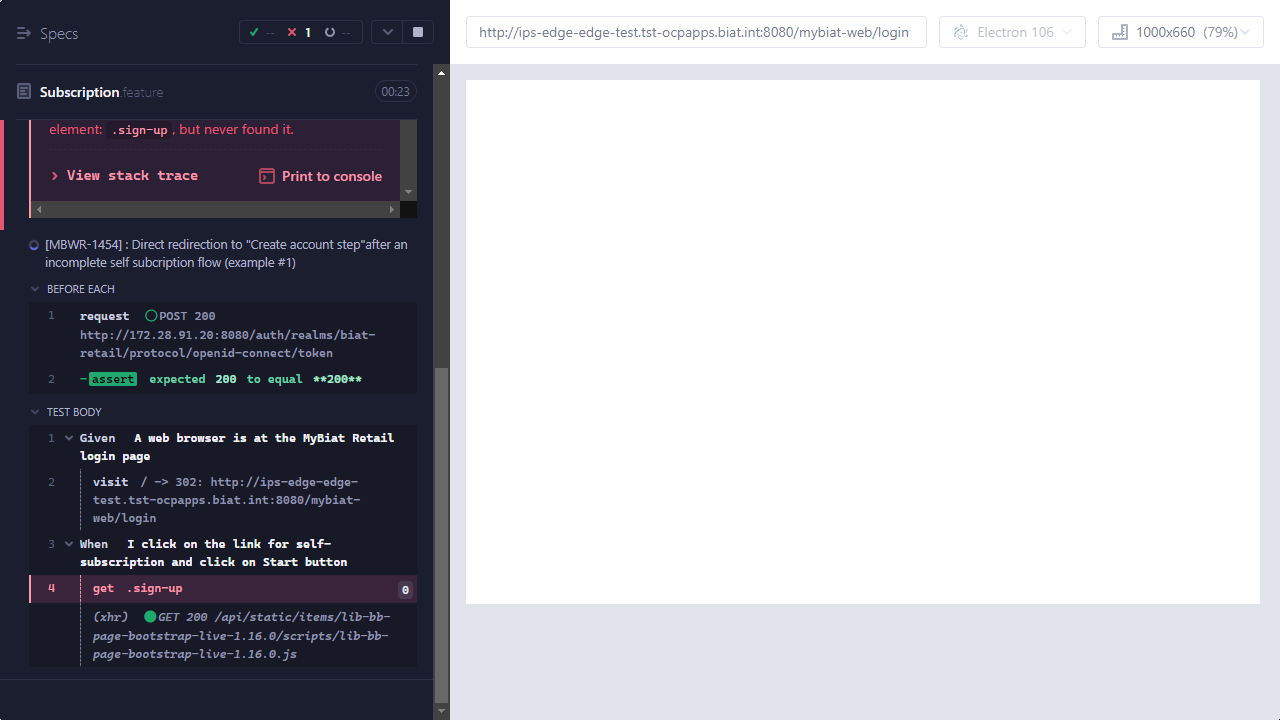 Specs
-- 1 --
Subscription.feature
00:23
element: .sign-up, but never found it.
View stack trace
Print to console
[MBWR-1454] : Direct redirection to "Create account step"after an
incomplete self subcription flow (example #1)
BEFORE EACH
1 request POST 200
http://172.28.91.20:8080/auth/realms/biat-
retail/protocol/openid-connect/token
2 -assert expected 200 to equal **200**
TEST BODY
1 Given A web browser is at the MyBiat Retail
login page
2 visit / -> 302: http://ips-edge-edge-
test.tst-ocpapps.biat.int:8080/mybiat-
web/login
3 When I click on the link for self-
subscription and click on Start button
4 get .sign-up 0
(xhr) GET 200 /api/static/items/lib-bb-
page-bootstrap-live-1.16.0/scripts/lib-bb-
page-bootstrap-live-1.16.0.js
http://ips-edge-edge-test.tst-ocpapps.biat.int:8080/mybiat-web/login
Electron 106
1000x660 (79%)